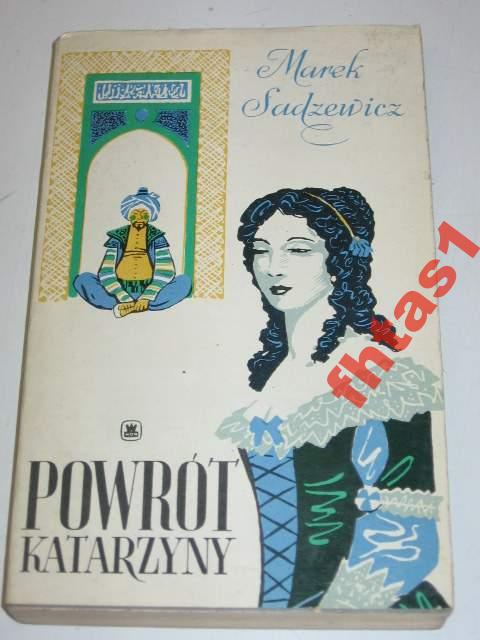 Marek
Sadzewicz
POWRÓT
KATARZYNY
fhtas1